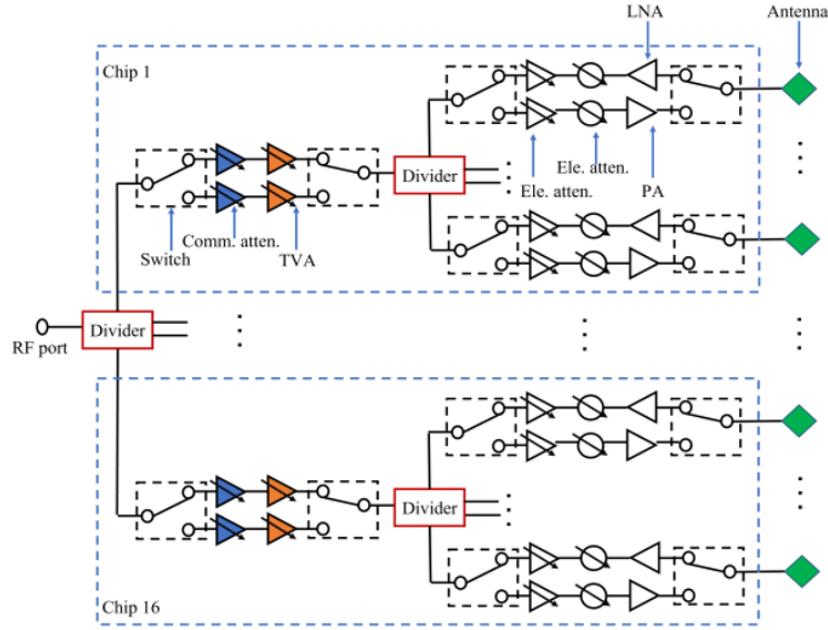 LNA
Antenna
Chip 1
Divider
Ele. atten.
Ele. atten.
PA
Comm. atten.
Switch
TVA
Divider
RF port
Divider
Chip 16